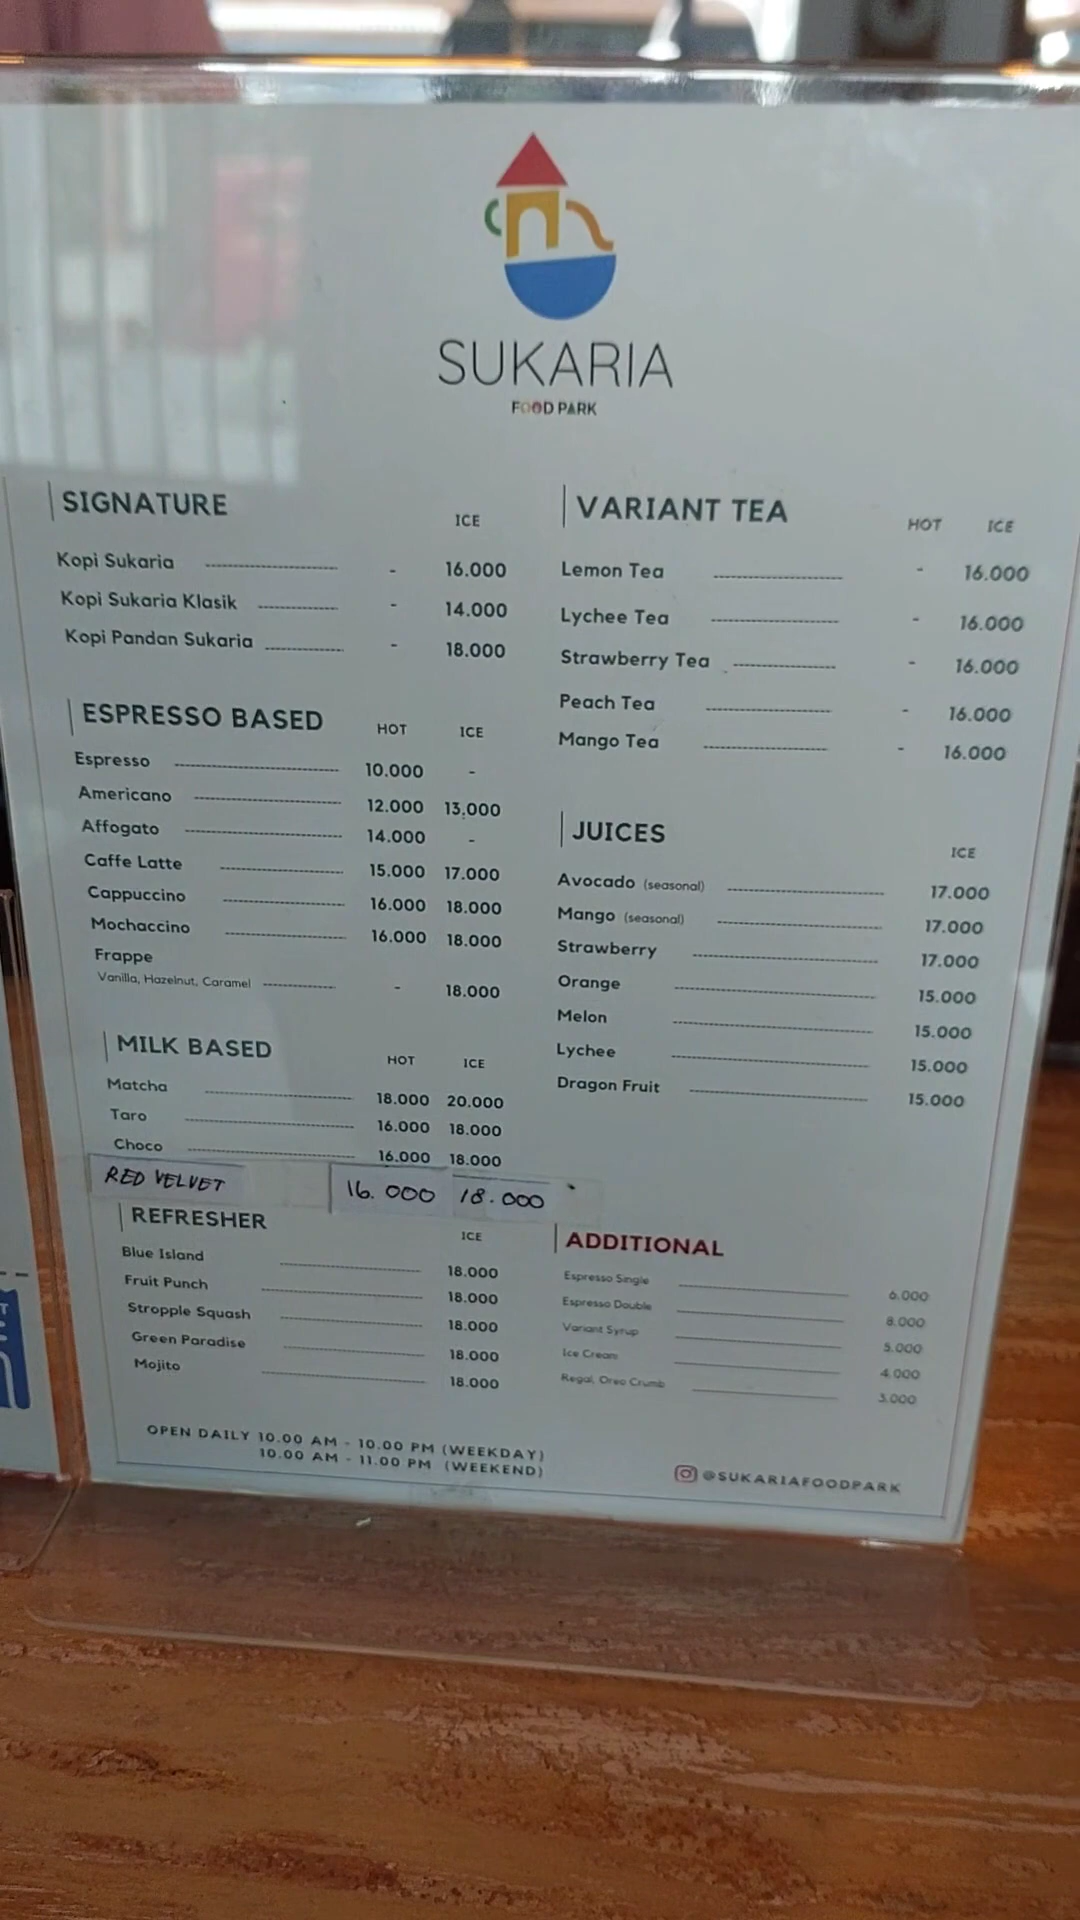 SUKARIA
FOOD PARK
SIGNATURE
ICE
Kopi Sukaria - 16.000
Kopi Sukaria Klasik - 14.000
Kopi Pandan Sukaria - 18.000
ESPRESSO BASED HOT ICE
Espresso 10.000 -
Americano 12.000 13.000
Affogato 14.000 -
Caffe Latte 15.000 17.000
Cappuccino 16.000 18.000
Mochaccino 16.000 18.000
Frappe
Vanilla, Hazelnut, Caramel - 18.000
MILK BASED HOT ICE
Matcha 18.000 20.000
Taro 16.000 18.000
Choco 16.000 18.000
RED VELVET 16.000 18.000
REFRESHER ICE
Blue Island 18.000
Fruit Punch 18.000
Stropple Squash 18.000
Green Paradise 18.000
Mojito 18.000
VARIANT TEA HOT ICE
Lemon Tea - 16.000
Lychee Tea - 16.000
Strawberry Tea - 16.000
Peach Tea - 16.000
Mango Tea - 16.000
JUICES
ICE
Avocado (seasonal) 17.000
Mango (seasonal) 17.000
Strawberry 17.000
Orange 15.000
Melon 15.000
Lychee 15.000
Dragon Fruit 15.000
ADDITIONAL
Espresso Single 6.000
Espresso Double 8.000
Variant Syrup 5.000
Ice Cream 4.000
Regal, Oreo Crumb 3.000
OPEN DAILY 10.00 AM - 10.00 PM (WEEKDAY)
10.00 AM - 11.00 PM (WEEKEND)
@SUKARIAFOODPARK